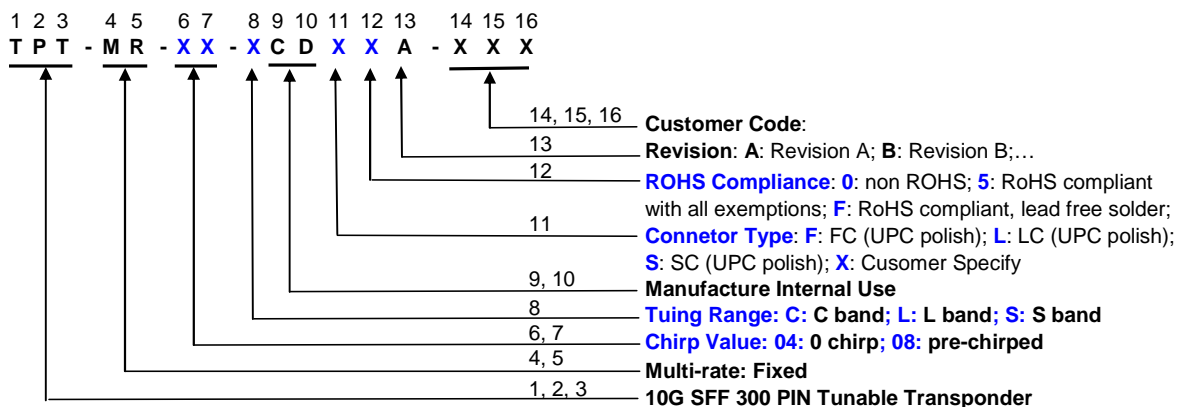 1 2 3 4 5 6 7 8 9 10 11 12 13 14 15 16
T P T - M R - X X - X C D X X A - X X X
14, 15, 16 Customer Code:
13 Revision: A: Revision A; B: Revision B;…
12 ROHS Compliance: 0: non ROHS; 5: RoHS compliant
with all exemptions; F: RoHS compliant, lead free solder;
11 Connetor Type: F: FC (UPC polish); L: LC (UPC polish);
S: SC (UPC polish); X: Cusomer Specify
9, 10 Manufacture Internal Use
8 Tuing Range: C: C band; L: L band; S: S band
6, 7 Chirp Value: 04: 0 chirp; 08: pre-chirped
4, 5 Multi-rate: Fixed
1, 2, 3 10G SFF 300 PIN Tunable Transponder